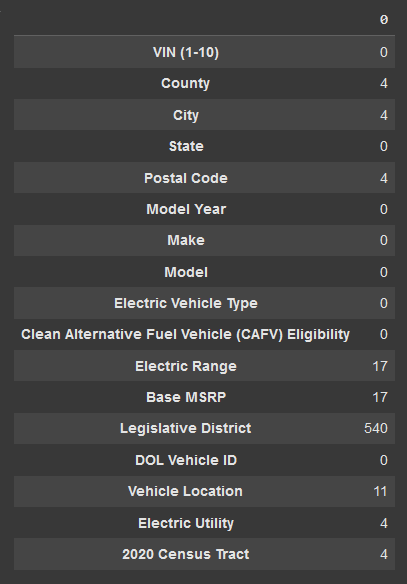 0
VIN (1-10) 0
County 4
City 4
State 0
Postal Code 4
Model Year 0
Make 0
Model 0
Electric Vehicle Type 0
Clean Alternative Fuel Vehicle (CAFV) Eligibility 0
Electric Range 17
Base MSRP 17
Legislative District 540
DOL Vehicle ID 0
Vehicle Location 11
Electric Utility 4
2020 Census Tract 4